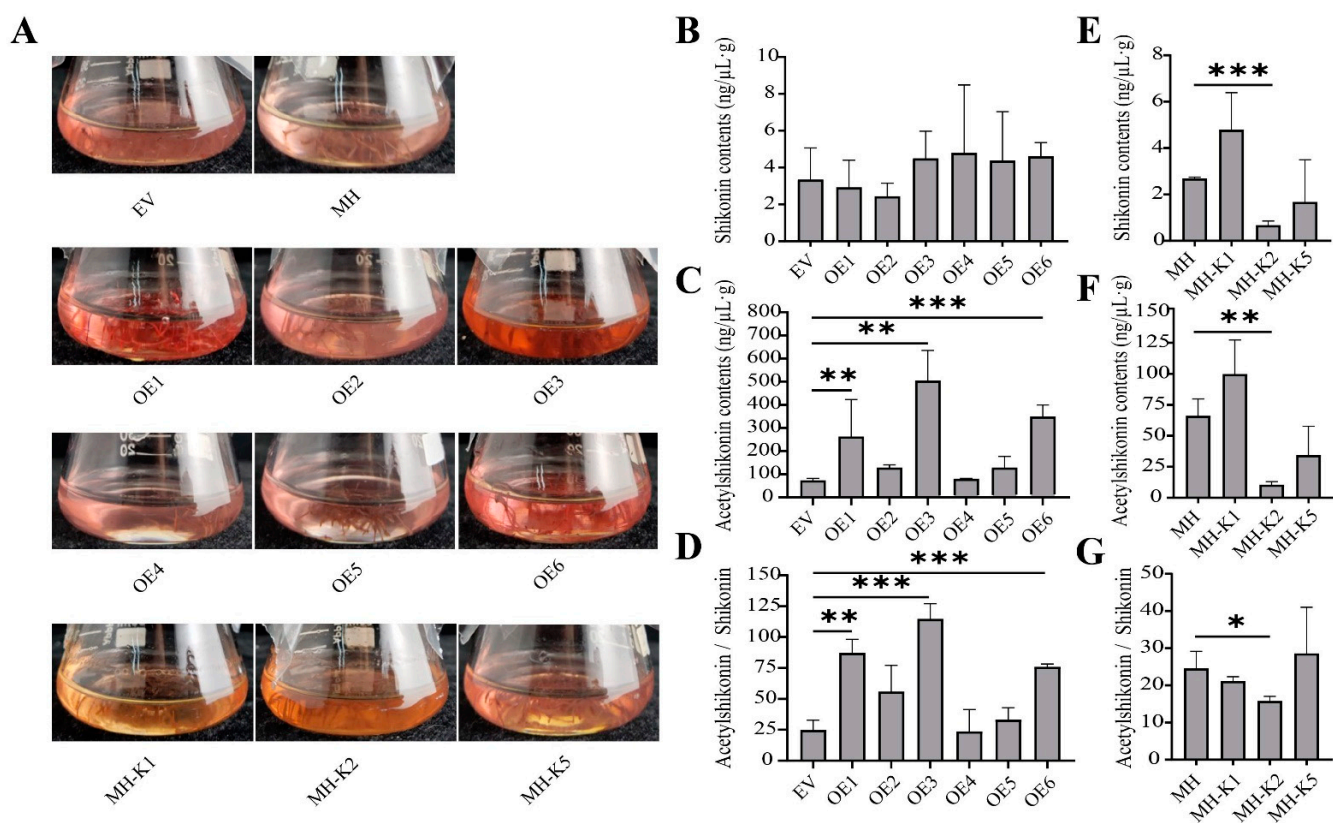 A
EV
MH
OE1
OE2
OE3
20
OE4
OE5
OE6
MH-K1
MH-K2
MH-K5
B
Shikonin contents (ng/μL·g)
10
8
6
4
2
0
EV
OE1
OE2
OE3
OE4
OE5
OE6
C
Acetylshikonin contents (ng/μL·g)
800
700
600
500
400
300
200
100
0
***
**
**
EV
OE1
OE2
OE3
OE4
OE5
OE6
D
Acetylshikonin / Shikonin
150
125
100
75
50
25
0
***
***
**
EV
OE1
OE2
OE3
OE4
OE5
OE6
E
Shikonin contents (ng/μL·g)
8
6
4
2
0
***
MH
MH-K1
MH-K2
MH-K5
F
Acetylshikonin contents (ng/μL·g)
150
125
100
75
50
25
0
**
MH
MH-K1
MH-K2
MH-K5
G
Acetylshikonin / Shikonin
50
40
30
20
10
0
*
MH
MH-K1
MH-K2
MH-K5